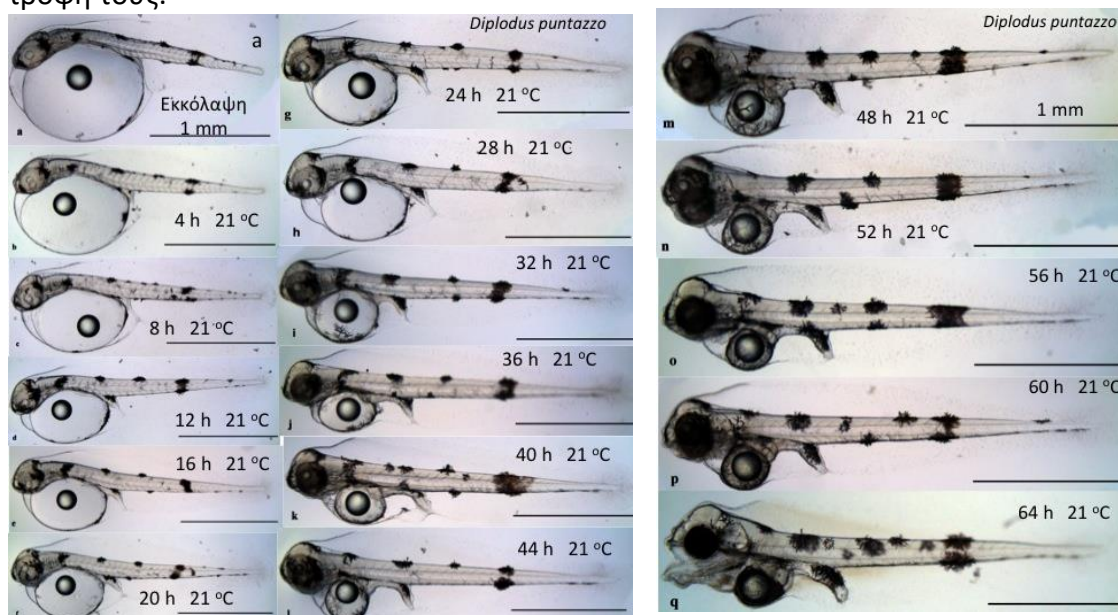 τροφή τους.
a
Diplodus puntazzo
Diplodus puntazzo
Εκκόλαψη
1 mm
a
24 h 21 °C
g
48 h 21 °C
1 mm
m
4 h 21 °C
b
28 h 21 °C
h
52 h 21 °C
n
8 h 21 °C
c
32 h 21 °C
i
56 h 21 °C
o
12 h 21 °C
d
36 h 21 °C
j
60 h 21 °C
p
16 h 21 °C
e
40 h 21 °C
k
64 h 21 °C
q
20 h 21 °C
f
44 h 21 °C
l